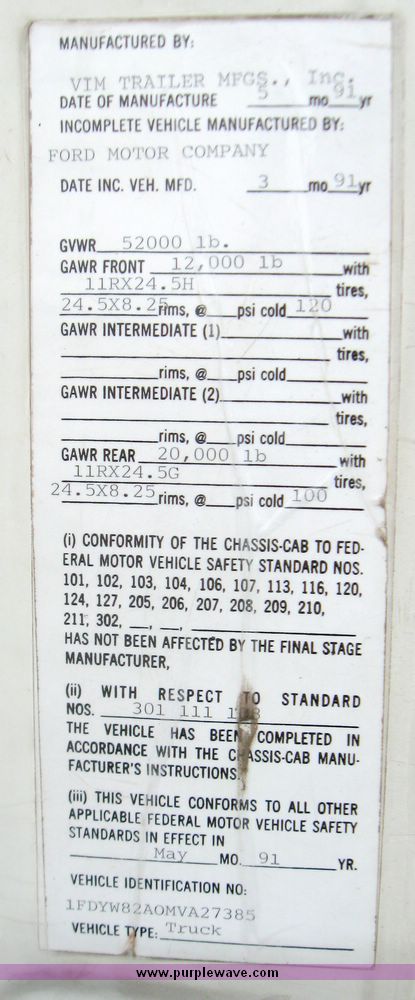 MANUFACTURED BY:
VIM TRAILER MFGS., Inc.
DATE OF MANUFACTURE 5 mo 91 yr
INCOMPLETE VEHICLE MANUFACTURED BY:
FORD MOTOR COMPANY
DATE INC. VEH. MFD. 3 mo 91 yr
GVWR 52000 lb.
GAWR FRONT 12,000 lb with
11RX24.5H tires,
24.5X8.25 rims, @ psi cold 120
GAWR INTERMEDIATE (1) with
tires,
rims, @ psi cold
GAWR INTERMEDIATE (2) with
tires,
rims, @ psi cold
GAWR REAR 20,000 lb with
11RX24.5G tires,
24.5X8.25 rims, @ psi cold 100
(i) CONFORMITY OF THE CHASSIS-CAB TO FED-
ERAL MOTOR VEHICLE SAFETY STANDARD NOS.
101, 102, 103, 104, 106, 107, 113, 116, 120,
124, 127, 205, 206, 207, 208, 209, 210,
211, 302, __, __, __
HAS NOT BEEN AFFECTED BY THE FINAL STAGE
MANUFACTURER,
(ii) WITH RESPECT TO STANDARD
NOS. 301 111
THE VEHICLE HAS BEEN COMPLETED IN
ACCORDANCE WITH THE CHASSIS-CAB MANU-
FACTURER'S INSTRUCTIONS.
(iii) THIS VEHICLE CONFORMS TO ALL OTHER
APPLICABLE FEDERAL MOTOR VEHICLE SAFETY
STANDARDS IN EFFECT IN
May MO. 91 YR.
VEHICLE IDENTIFICATION NO:
1FDYW82AOMVA27385
VEHICLE TYPE: Truck
www.purplewave.com